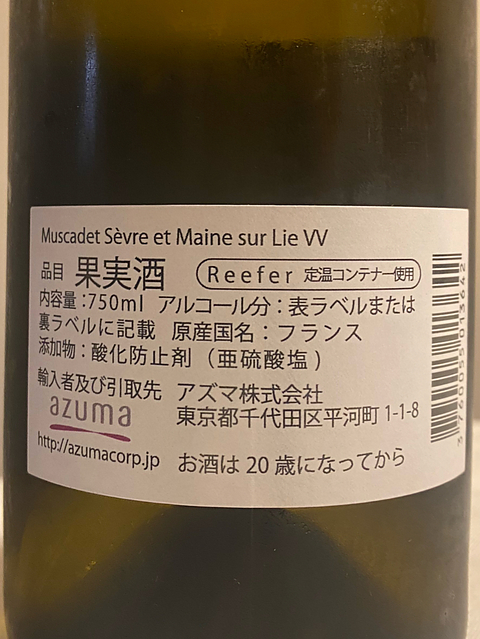 Muscadet Sèvre et Maine sur Lie VV
品目 果実酒 Reefer 定温コンテナー使用
内容量:750ml アルコール分:表ラベルまたは
裏ラベルに記載 原産国名:フランス
添加物:酸化防止剤(亜硫酸塩)
輸入者及び引取先 アズマ株式会社
azuma 東京都千代田区平河町 1-1-8
http://azumacorp.jp お酒は 20 歳になってから
3760095013642